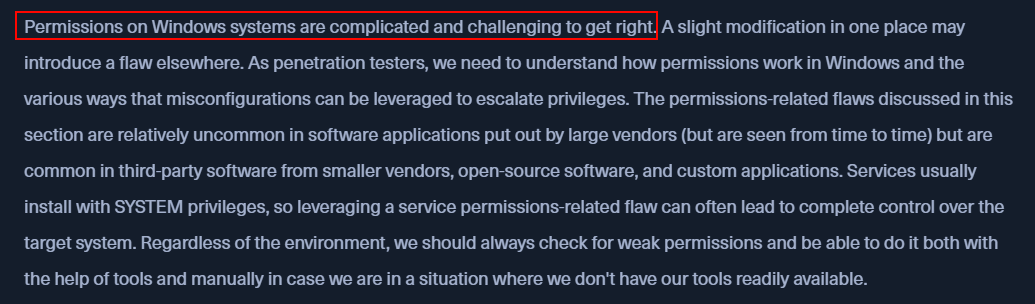 Permissions on Windows systems are complicated and challenging to get right. A slight modification in one place may
introduce a flaw elsewhere. As penetration testers, we need to understand how permissions work in Windows and the
various ways that misconfigurations can be leveraged to escalate privileges. The permissions-related flaws discussed in this
section are relatively uncommon in software applications put out by large vendors (but are seen from time to time) but are
common in third-party software from smaller vendors, open-source software, and custom applications. Services usually
install with SYSTEM privileges, so leveraging a service permissions-related flaw can often lead to complete control over the
target system. Regardless of the environment, we should always check for weak permissions and be able to do it both with
the help of tools and manually in case we are in a situation where we don't have our tools readily available.